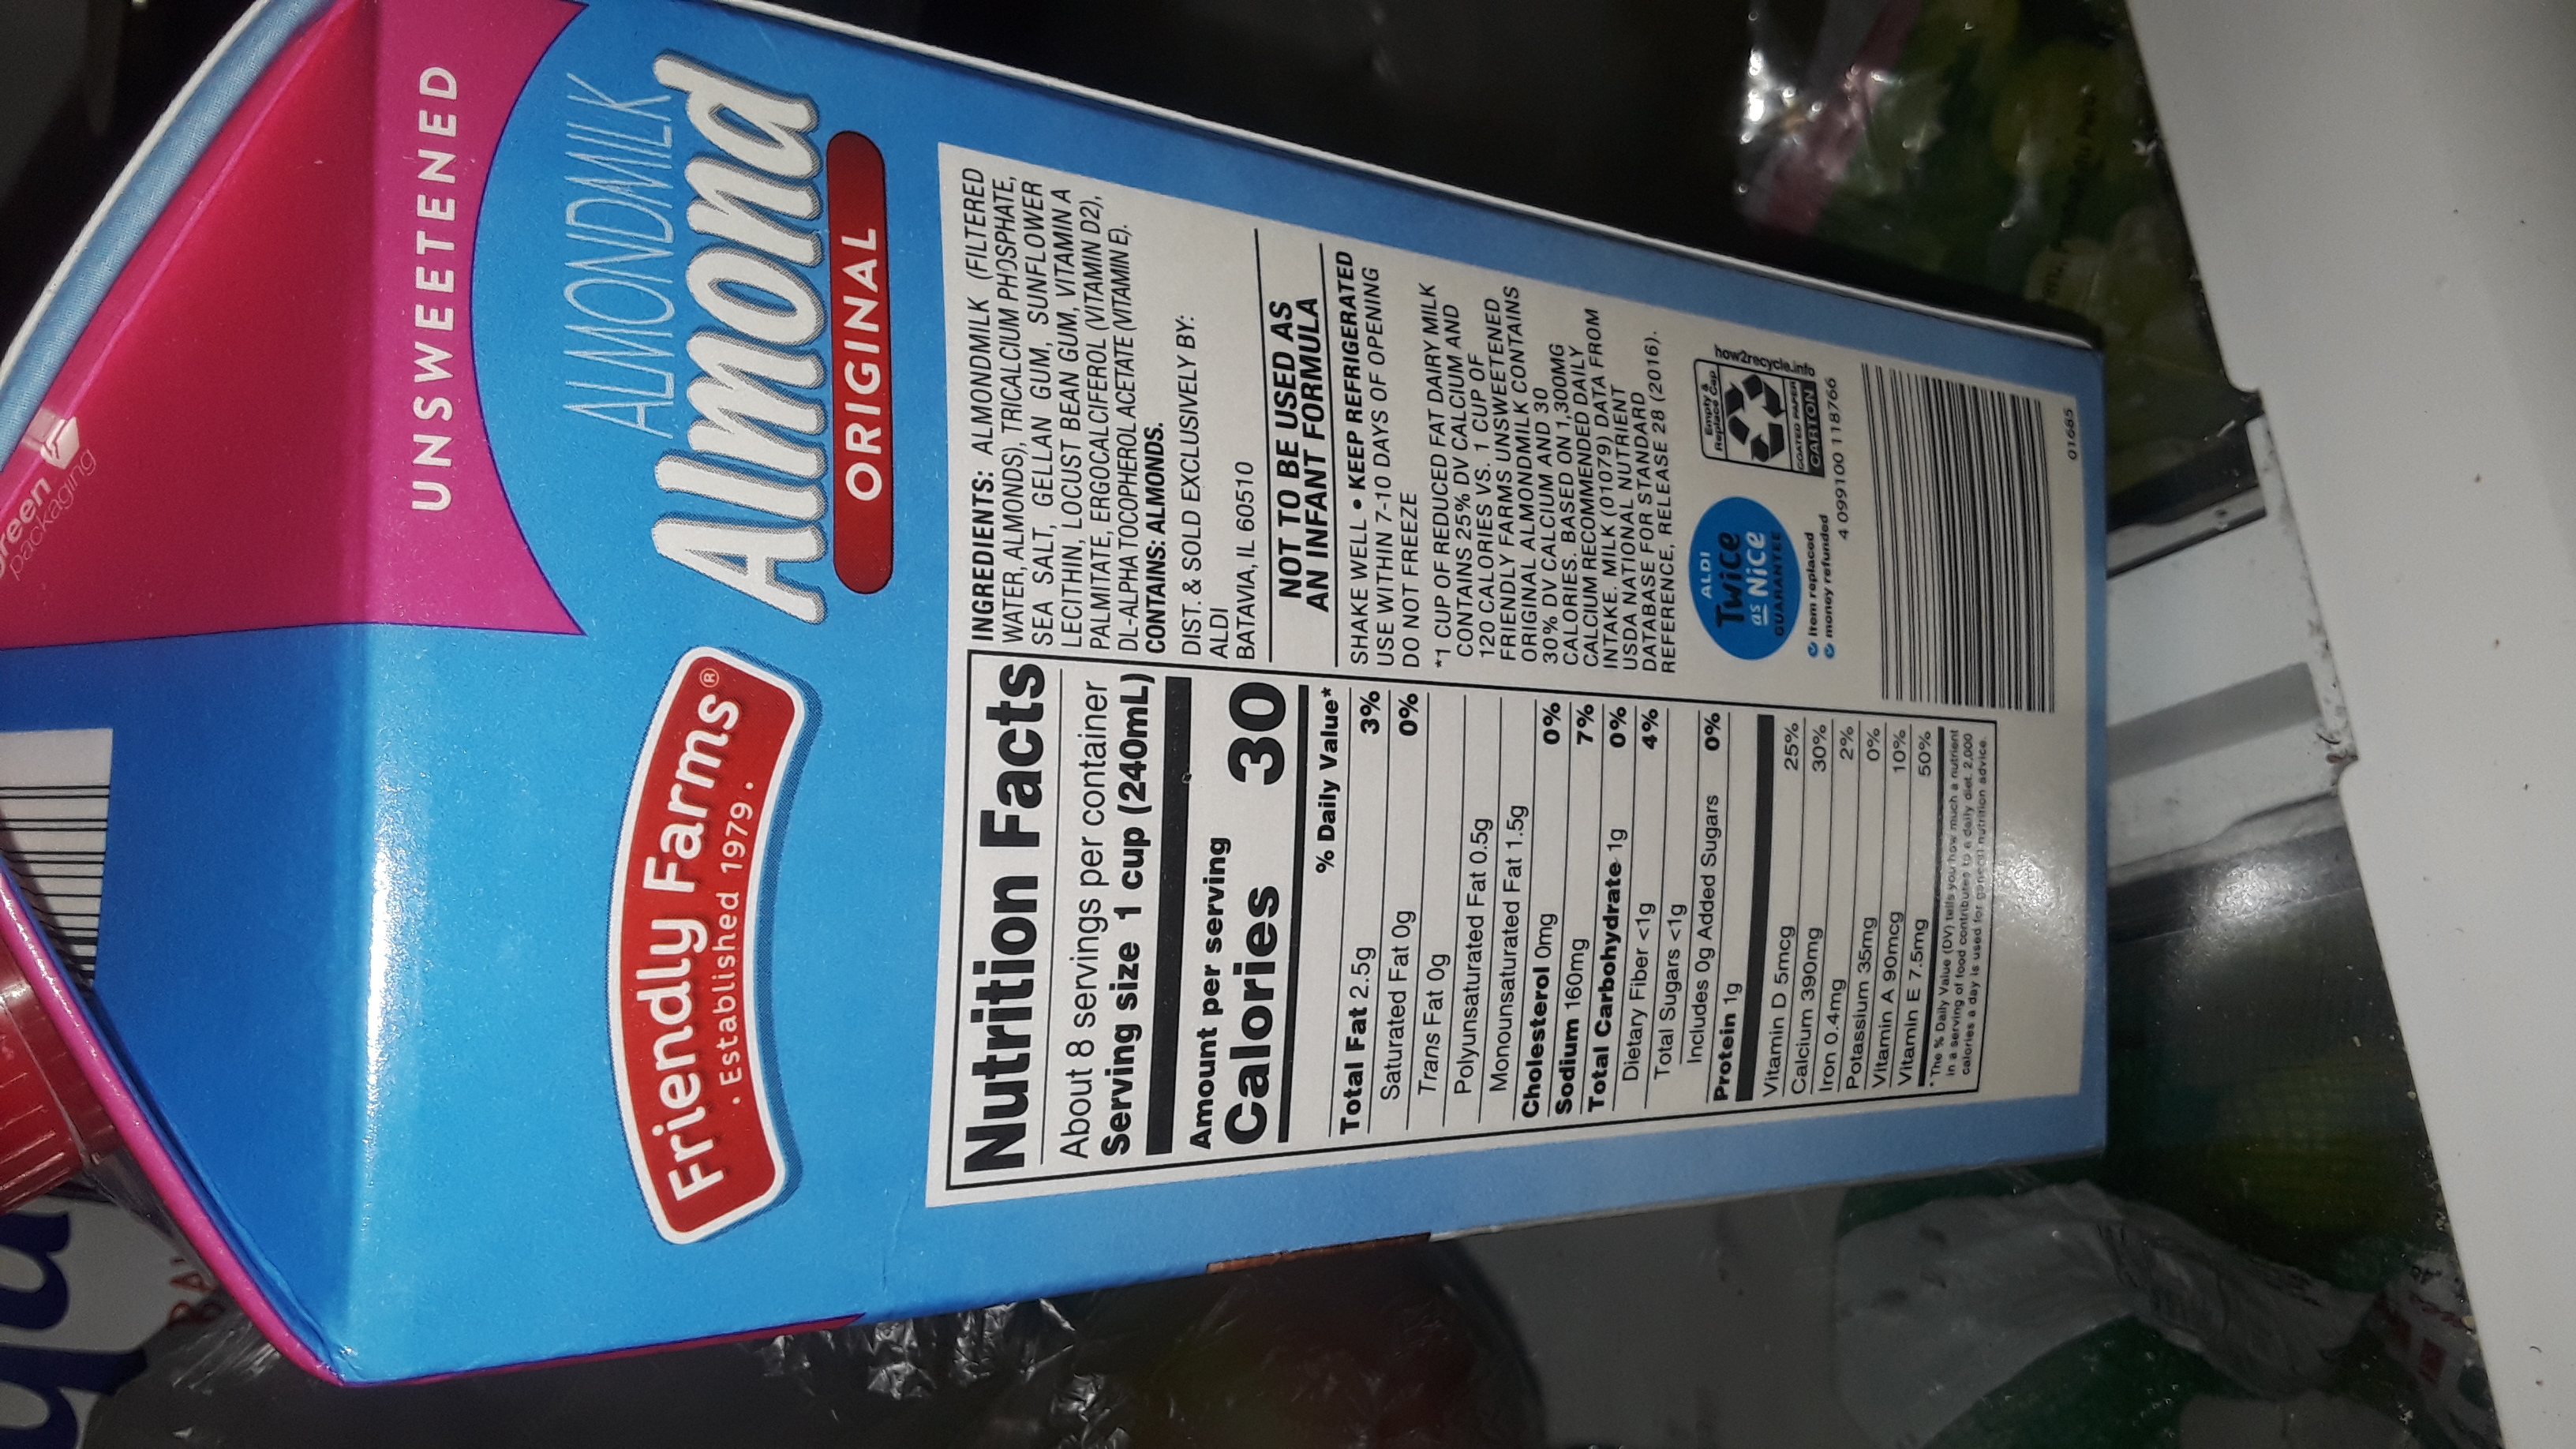 green
packaging
UNSWEETENED
ALMONDMILK
Almond
ORIGINAL
Friendly Farms®
• Established 1979 •
Nutrition Facts
About 8 servings per container
Serving size 1 cup (240mL)
Amount per serving
Calories 30
% Daily Value*
Total Fat 2.5g 3%
Saturated Fat 0g 0%
Trans Fat 0g
Polyunsaturated Fat 0.5g
Monounsaturated Fat 1.5g
Cholesterol 0mg 0%
Sodium 160mg 7%
Total Carbohydrate 1g 0%
Dietary Fiber <1g 4%
Total Sugars <1g
Includes 0g Added Sugars 0%
Protein 1g
Vitamin D 5mcg 25%
Calcium 390mg 30%
Iron 0.4mg 2%
Potassium 35mg 0%
Vitamin A 90mcg 10%
Vitamin E 7.5mg 50%
* The % Daily Value (DV) tells you how much a nutrient
in a serving of food contributes to a daily diet. 2,000
calories a day is used for general nutrition advice.
INGREDIENTS: ALMONDMILK (FILTERED
WATER, ALMONDS), TRICALCIUM PHOSPHATE,
SEA SALT, GELLAN GUM, SUNFLOWER
LECITHIN, LOCUST BEAN GUM, VITAMIN A
PALMITATE, ERGOCALCIFEROL (VITAMIN D2),
DL-ALPHA TOCOPHEROL ACETATE (VITAMIN E).
CONTAINS: ALMONDS.
DIST. & SOLD EXCLUSIVELY BY:
ALDI
BATAVIA, IL 60510
NOT TO BE USED AS
AN INFANT FORMULA
SHAKE WELL • KEEP REFRIGERATED
USE WITHIN 7-10 DAYS OF OPENING
DO NOT FREEZE
*1 CUP OF REDUCED FAT DAIRY MILK
CONTAINS 25% DV CALCIUM AND
120 CALORIES VS. 1 CUP OF
FRIENDLY FARMS UNSWEETENED
ORIGINAL ALMONDMILK CONTAINS
30% DV CALCIUM AND 30
CALORIES. BASED ON 1,300MG
CALCIUM RECOMMENDED DAILY
INTAKE. MILK (01079) DATA FROM
USDA NATIONAL NUTRIENT
DATABASE FOR STANDARD
REFERENCE, RELEASE 28 (2016).
ALDI
Twice
as Nice
GUARANTEE
item replaced
money refunded
Empty &
Replace Cap
COATED PAPER
CARTON
how2recycle.info
4 099100 118766
01685